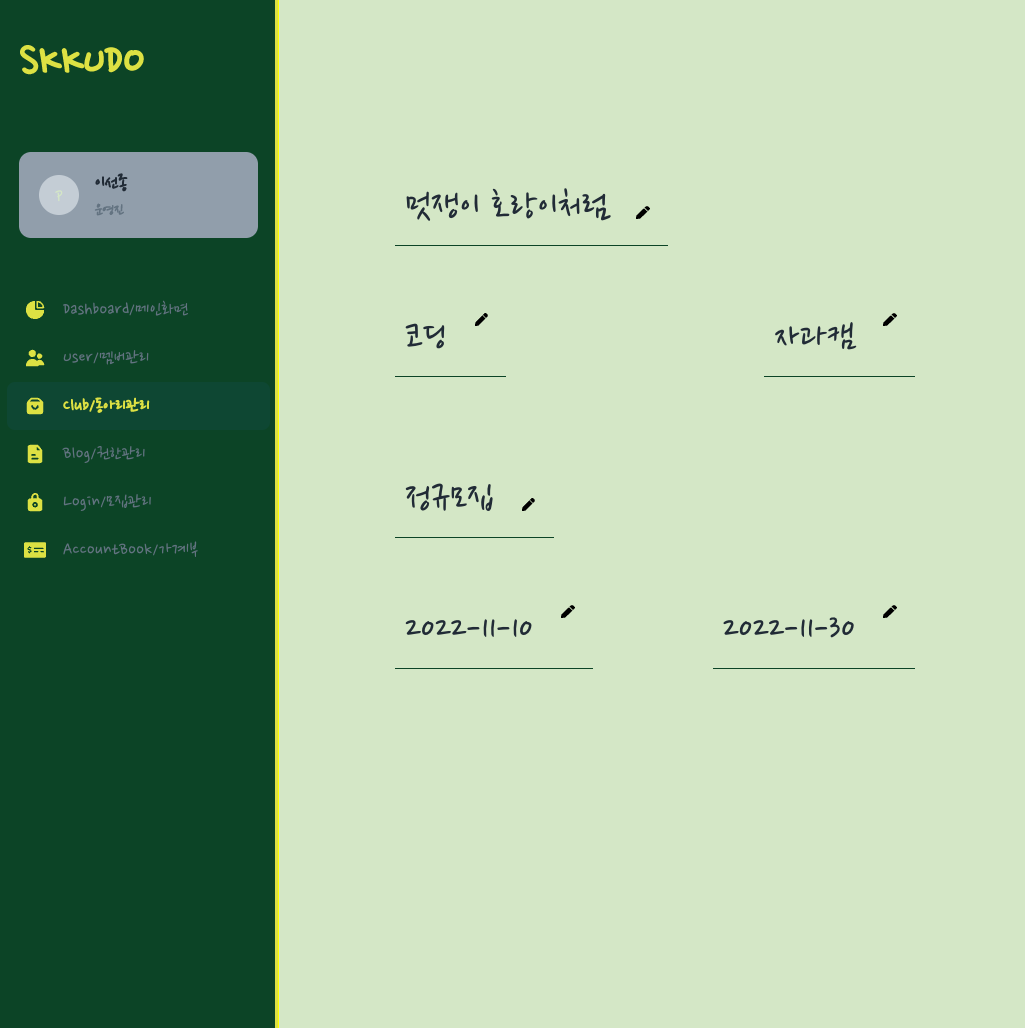 SKKUDO
P
이선종
운영진
Dashboard/메인화면
User/멤버관리
Club/동아리관리
Blog/권한관리
Login/모집관리
AccountBook/가계부
멋쟁이 호랑이처럼
코딩
자과캠
정규모집
2022-11-10
2022-11-30